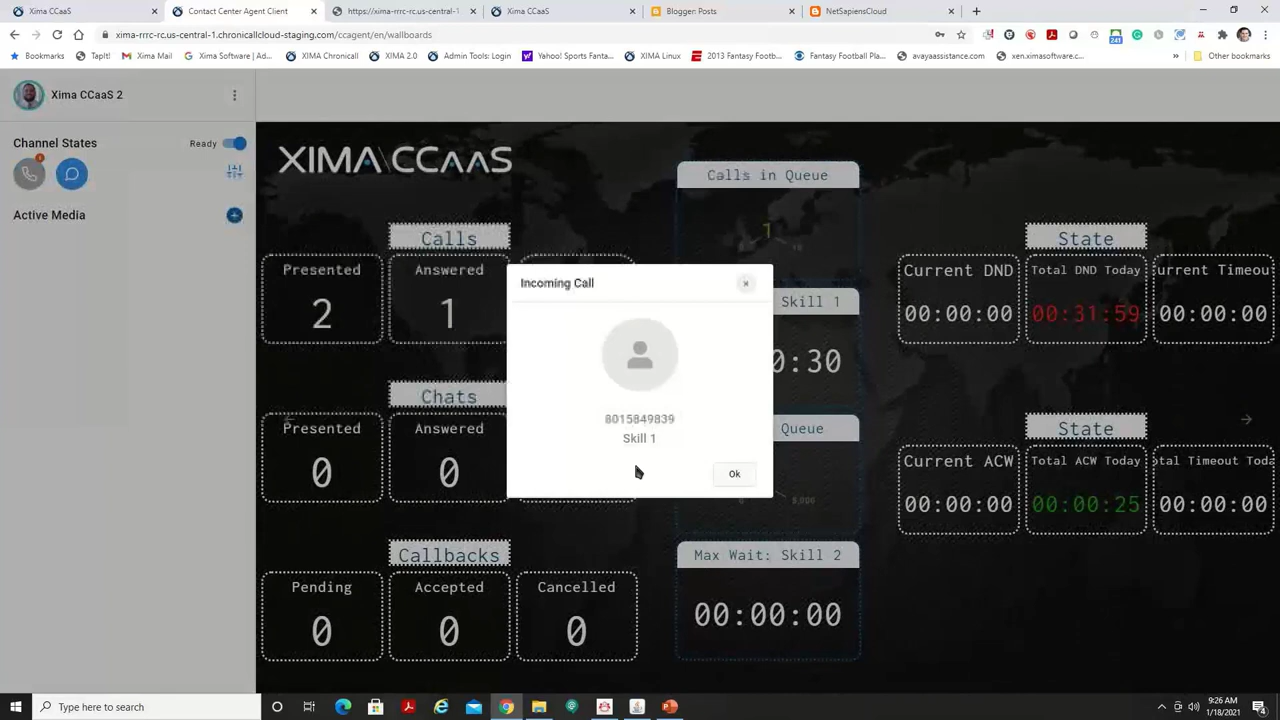 Xima CCaaS
Contact Center Agent Client
https://xima-rrrc-rc.us-central-1
Xima CCaaS
Bloggen Posts
NetSapiensCloud
xima-rrrc-rc.us-central-1.chronicallcloud-staging.com/ccagent/en/wallboards
Bookmarks
TapIt!
Xima Mail
Xima Software | Ad...
XIMA Chronicall
XIMA 2.0
Admin Tools: Login
Yahoo! Sports Fanta...
XIMA Linux
2013 Fantasy Footb...
Fantasy Football Pla...
avayaassistance.com
xen.ximasoftware.c...
»
Other bookmarks
241
Xima CCaaS 2
Channel States
Ready
Active Media
XIMA CCAAS
Calls in Queue
1
Calls
Presented
2
Answered
1
Skill 1
0:30
State
Current DND
00:00:00
Total DND Today
00:31:59
urrent Timeou
00:00:00
Incoming Call
8015849839
Skill 1
Ok
Chats
Presented
0
Answered
0
Queue
State
Current ACW
00:00:00
Total ACW Today
00:00:25
otal Timeout Toda
00:00:00
Callbacks
Pending
0
Accepted
0
Cancelled
0
Max Wait: Skill 2
00:00:00
Type here to search
9:26 AM
1/18/2021
4